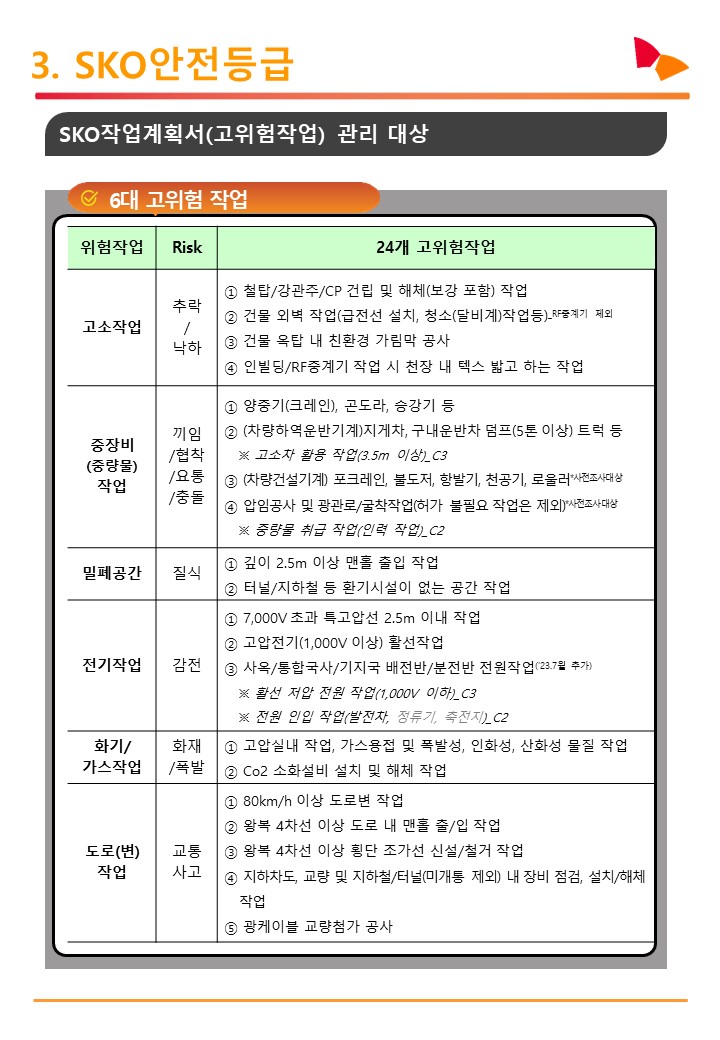 3. SKO안전등급
SKO작업계획서(고위험작업) 관리 대상
6대 고위험 작업
위험작업 Risk 24개 고위험작업
고소작업
추락
/
낙하
① 철탑/강관주/CP 건립 및 해체(보강 포함) 작업
② 건물 외벽 작업(급전선 설치, 청소(달비계)작업등)-RF중계기 제외
③ 건물 옥탑 내 친환경 가림막 공사
④ 인빌딩/RF중계기 작업 시 천장 내 텍스 밟고 하는 작업
중장비
(중량물)
작업
끼임
/협착
/요통
/충돌
① 양중기(크레인), 곤도라, 승강기 등
② (차량하역운반기계)지게차, 구내운반차 덤프(5톤 이상) 트럭 등
※ 고소차 활용 작업(3.5m 이상)_C3
③ (차량건설기계) 포크레인, 불도저, 항발기, 천공기, 로울러*사전조사대상
④ 압임공사 및 광관로/굴착작업(허가 불필요 작업은 제외)*사전조사대상
※ 중량물 취급 작업(인력 작업)_C2
밀폐공간
질식
① 깊이 2.5m 이상 맨홀 출입 작업
② 터널/지하철 등 환기시설이 없는 공간 작업
전기작업
감전
① 7,000V 초과 특고압선 2.5m 이내 작업
② 고압전기(1,000V 이상) 활선작업
③ 사옥/통합국사/기지국 배전반/분전반 전원작업('23.7월 추가)
※ 활선 저압 전원 작업(1,000V 이하)_C3
※ 전원 인입 작업(발전차, 정류기, 축전지)_C2
화기/
가스작업
화재
/폭발
① 고압실내 작업, 가스용접 및 폭발성, 인화성, 산화성 물질 작업
② Co2 소화설비 설치 및 해체 작업
도로(변)
작업
교통
사고
① 80km/h 이상 도로변 작업
② 왕복 4차선 이상 도로 내 맨홀 출/입 작업
③ 왕복 4차선 이상 횡단 조가선 신설/철거 작업
④ 지하차도, 교량 및 지하철/터널(미개통 제외) 내 장비 점검, 설치/해체
작업
⑤ 광케이블 교량첨가 공사